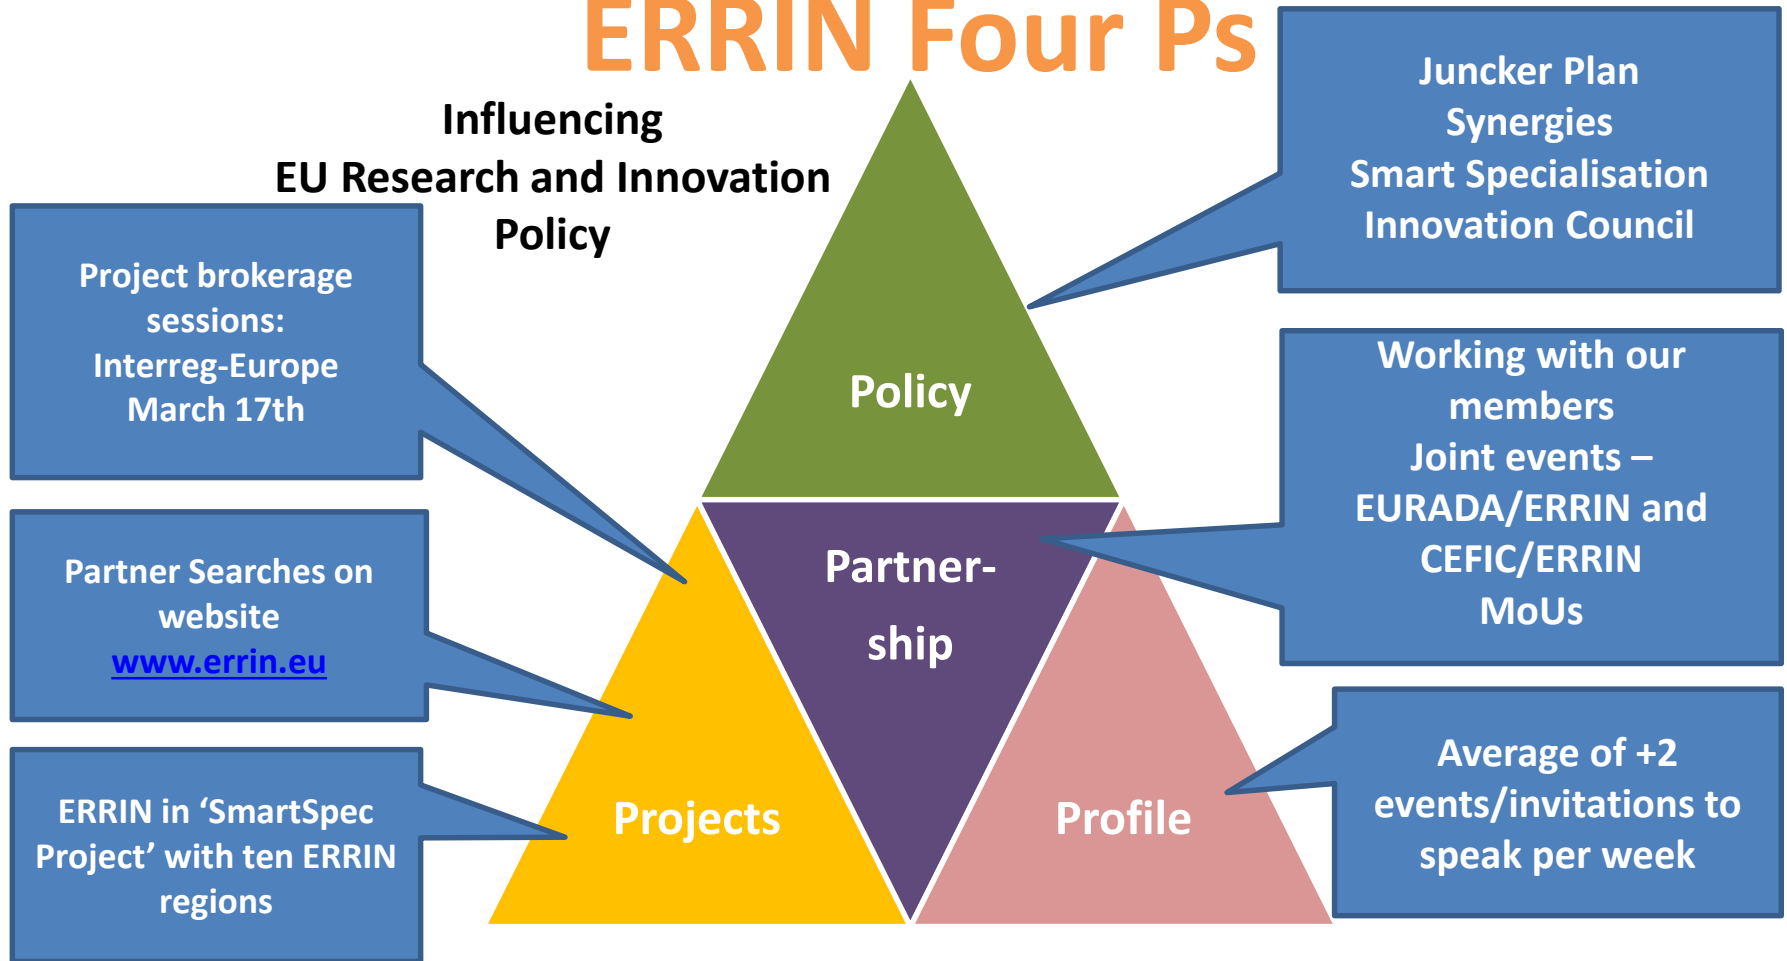 ERRIN Four Ps
Influencing
EU Research and Innovation
Policy
Juncker Plan
Synergies
Smart Specialisation
Innovation Council
Project brokerage
sessions:
Interreg-Europe
March 17th
Policy
Working with our
members
Joint events –
EURADA/ERRIN and
CEFIC/ERRIN
MoUs
Partner Searches on
website
www.errin.eu
Partner-
ship
ERRIN in ‘SmartSpec
Project’ with ten ERRIN
regions
Projects
Profile
Average of +2
events/invitations to
speak per week